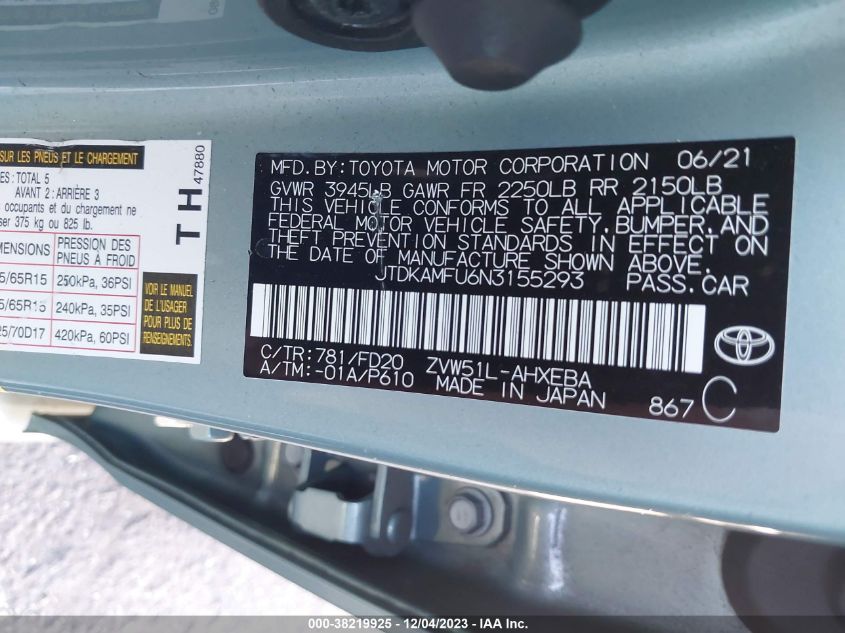 SUR LES PNEUS ET LE CHARGEMENT
TOTAL 5
AVANT 2 : ARRIÈRE 3
occupants et du chargement ne
375 kg ou 825 lb.
PRESSION DES
PNEUS À FROID
5/65R15 250kPa, 36PSI
5/65R15 240kPa, 35PSI
5/70D17 420kPa, 60PSI
VOIR LE MANUEL
DE L'USAGER
POUR PLUS DE
RENSEIGNEMENTS.
TH
47880
MFD.BY:TOYOTA MOTOR CORPORATION 06/21
GVWR 3945LB GAWR FR 2250LB RR 2150LB
THIS VEHICLE CONFORMS TO ALL APPLICABLE
FEDERAL MOTOR VEHICLE SAFETY,BUMPER,AND
THEFT PREVENTION STANDARDS IN EFFECT ON
THE DATE OF MANUFACTURE SHOWN ABOVE.
JTDKAMFU6N3155293 PASS.CAR
C/TR:781/FD20 ZVW51L-AHXEBA
A/TM:-01A/P610 MADE IN JAPAN
867 C
000-38219925 - 12/04/2023 - IAAI Inc.